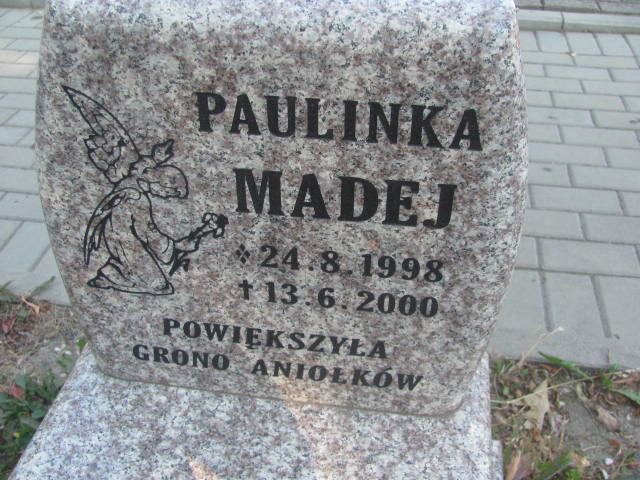 PAULINKA
MADEJ
✽ 24.8.1998
✝ 13.6.2000
POWIĘKSZYŁA
GRONO ANIOŁKÓW